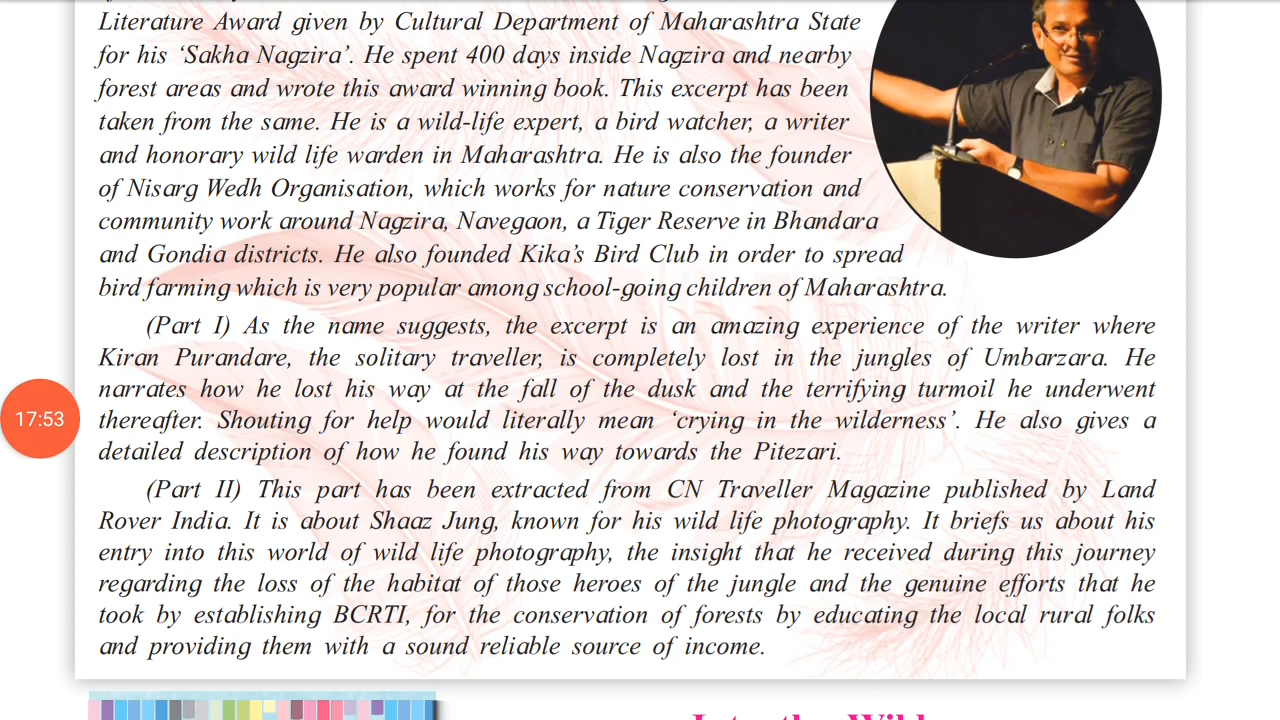 Literature Award given by Cultural Department of Maharashtra State
for his ‘Sakha Nagzira’. He spent 400 days inside Nagzira and nearby
forest areas and wrote this award winning book. This excerpt has been
taken from the same. He is a wild-life expert, a bird watcher, a writer
and honorary wild life warden in Maharashtra. He is also the founder
of Nisarg Wedh Organisation, which works for nature conservation and
community work around Nagzira, Navegaon, a Tiger Reserve in Bhandara
and Gondia districts. He also founded Kika’s Bird Club in order to spread
bird farming which is very popular among school-going children of Maharashtra.
(Part I) As the name suggests, the excerpt is an amazing experience of the writer where
Kiran Purandare, the solitary traveller, is completely lost in the jungles of Umbarzara. He
narrates how he lost his way at the fall of the dusk and the terrifying turmoil he underwent
thereafter. Shouting for help would literally mean ‘crying in the wilderness’. He also gives a
detailed description of how he found his way towards the Pitezari.
17:53
(Part II) This part has been extracted from CN Traveller Magazine published by Land
Rover India. It is about Shaaz Jung, known for his wild life photography. It briefs us about his
entry into this world of wild life photography, the insight that he received during this journey
regarding the loss of the habitat of those heroes of the jungle and the genuine efforts that he
took by establishing BCRTI, for the conservation of forests by educating the local rural folks
and providing them with a sound reliable source of income.